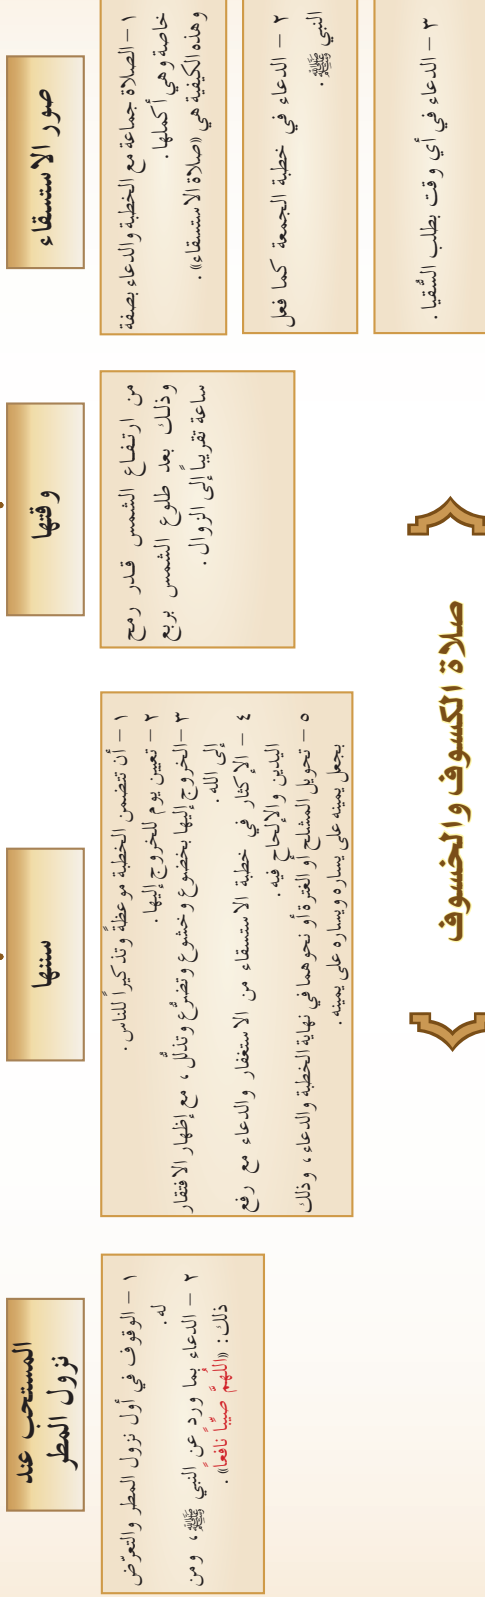 صور الاستسقاء
١ – الصلاة جماعة مع الخطبة والدعاء بصفة
خاصة وهي أكملها .
وهذه الكيفية هي «صلاة الاستسقاء» .
٢ – الدعاء في خطبة الجمعة كما فعل
النبي ﷺ .
٣ – الدعاء في أي وقت بطلب السُّقيا .
وقتها
من ارتفاع الشمس قدر رمح
وذلك بعد طلوع الشمس بربع
ساعة تقريباً إلى الزوال .
سننها
١ – أن تتضمن الخطبة موعظةً وتذكيراً للناس .
٢ – تعيين يوم للخروج إليها .
٣ –الخروج إليها بخضوع وخشوع وتضرُّع وتذلُّل ، مع إظهار الافتقار
إلى الله .
٤ – الإكثار في خطبة الاستسقاء من الاستغفار والدعاء مع رفع
اليدين والإلحاح فيه .
٥ – تحويل المشلح أو الغترة أو نحوهما في نهاية الخطبة والدعاء ، وذلك
بجعل يمينه على يساره ويساره على يمينه .
المستحب عند
نزول المطر
١ – الوقوف في أول نزول المطر والتعرّض
له .
٢ – الدعاء بما ورد عن النبي ﷺ ، ومن
ذلك : «اللَّهمَّ صيّباً نافعاً» .
صلاة الكسوف والخسوف